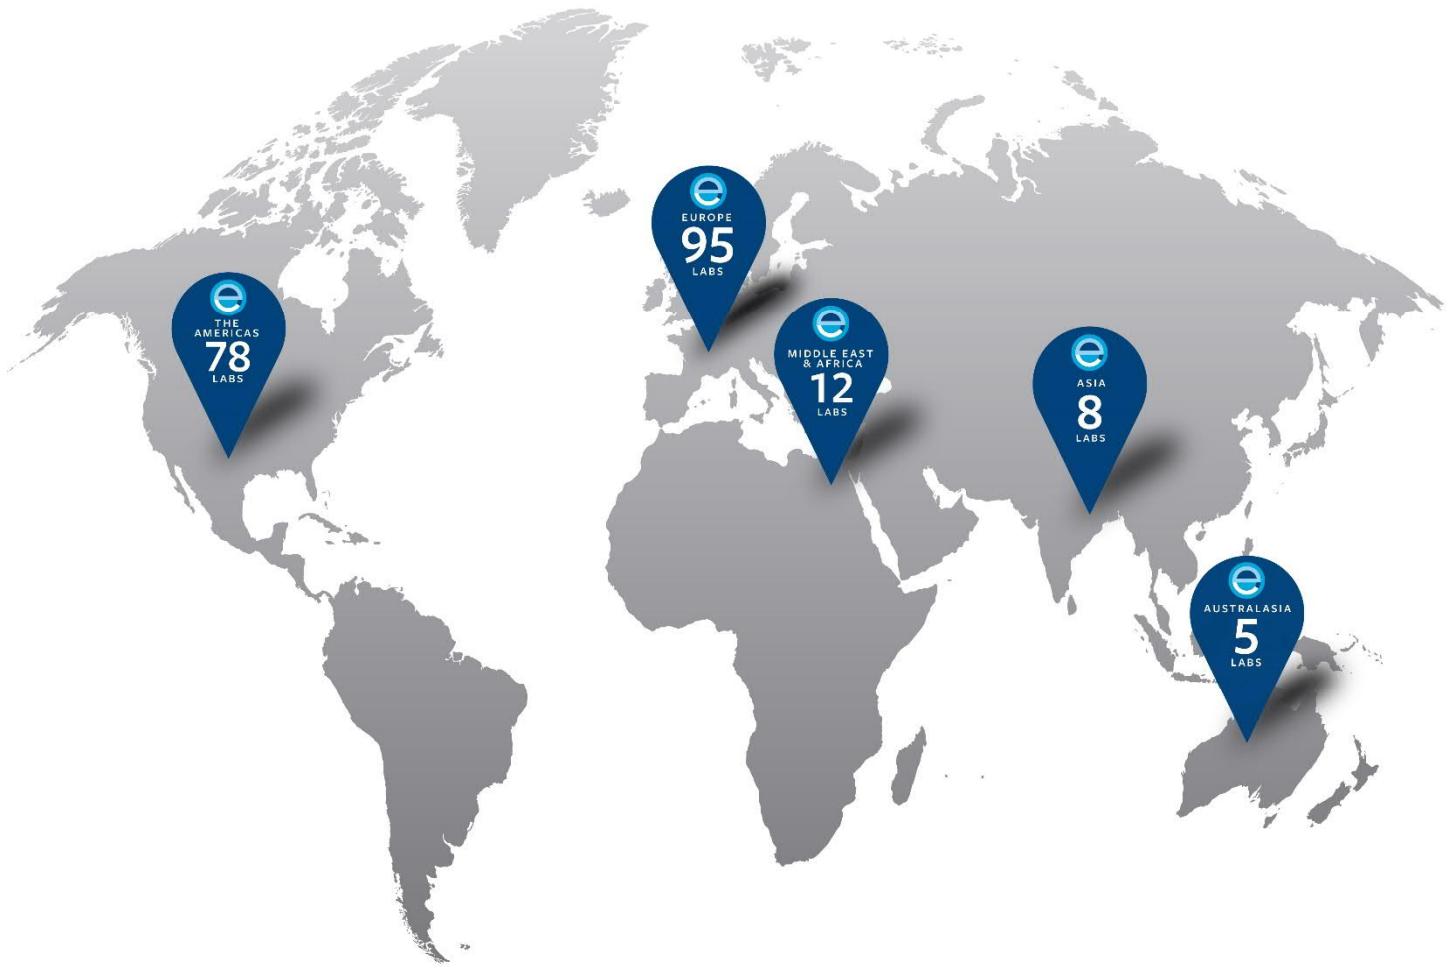 EUROPE
95
LABS
THE
AMERICAS
78
LABS
MIDDLE EAST
& AFRICA
12
LABS
ASIA
8
LABS
AUSTRALASIA
5
LABS